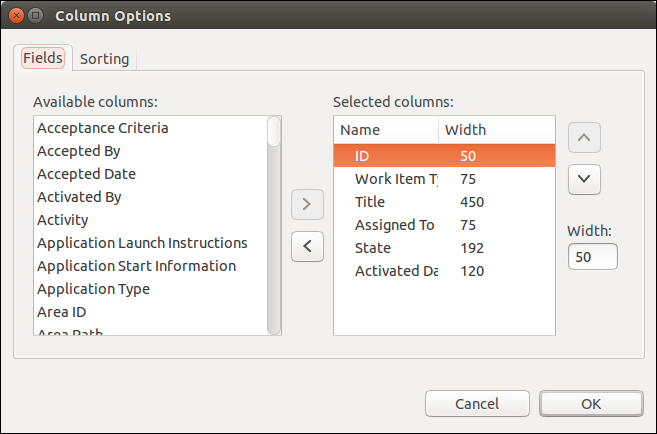 Column Options
Fields Sorting
Available columns:
Acceptance Criteria
Accepted By
Accepted Date
Activated By
Activity
Application Launch Instructions
Application Start Information
Application Type
Area ID
Area Path
Selected columns:
Name Width
ID 50
Work Item Ty 75
Title 450
Assigned To 75
State 192
Activated Da 120
Width:
50
Cancel OK